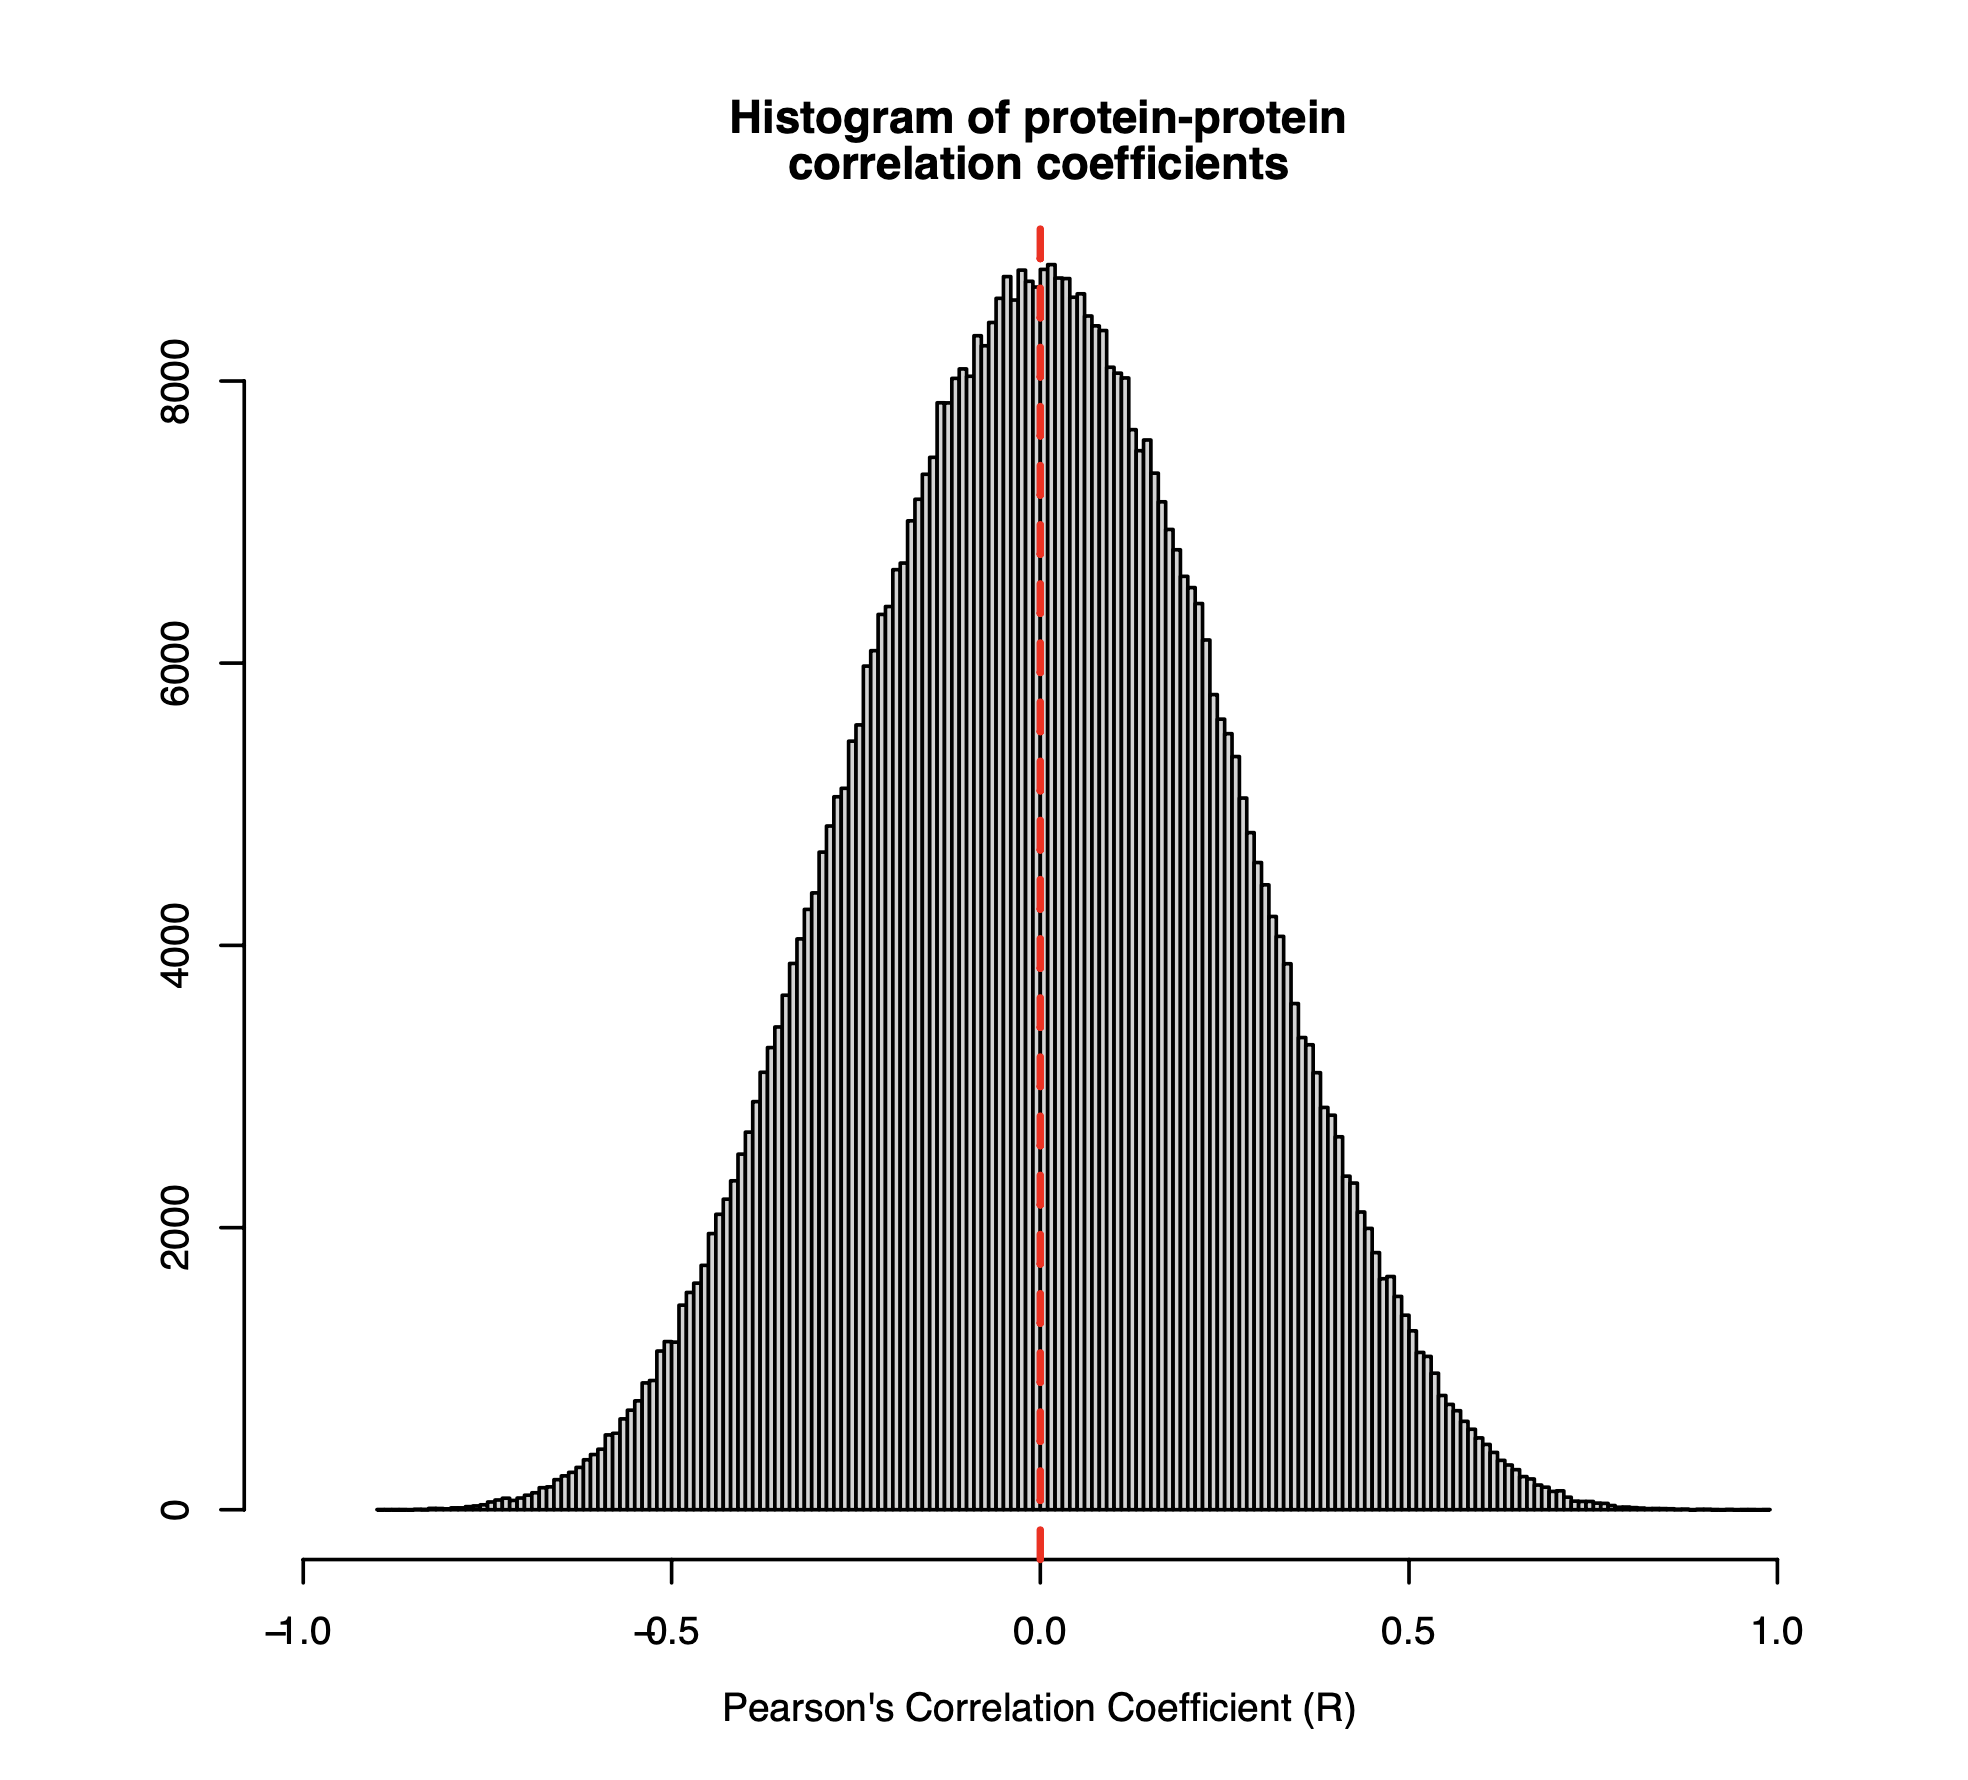 Histogram of protein-protein
correlation coefficients
8000
6000
4000
2000
0
−1.0 −0.5 0.0 0.5 1.0
Pearson's Correlation Coefficient (R)